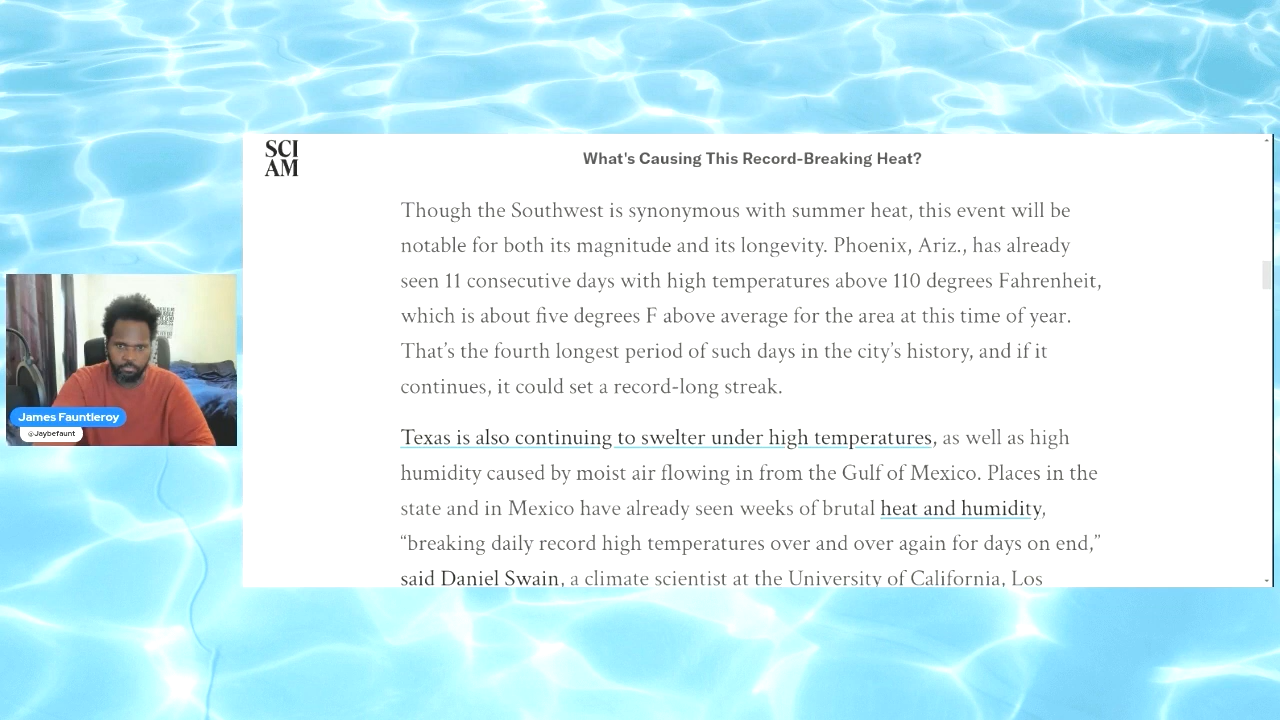 SCI
AM
What's Causing This Record-Breaking Heat?
Though the Southwest is synonymous with summer heat, this event will be
notable for both its magnitude and its longevity. Phoenix, Ariz., has already
seen 11 consecutive days with high temperatures above 110 degrees Fahrenheit,
which is about five degrees F above average for the area at this time of year.
That’s the fourth longest period of such days in the city’s history, and if it
continues, it could set a record-long streak.
Texas is also continuing to swelter under high temperatures, as well as high
humidity caused by moist air flowing in from the Gulf of Mexico. Places in the
state and in Mexico have already seen weeks of brutal heat and humidity,
“breaking daily record high temperatures over and over again for days on end,”
said Daniel Swain, a climate scientist at the University of California, Los
James Fauntleroy
@Jaybefaunt